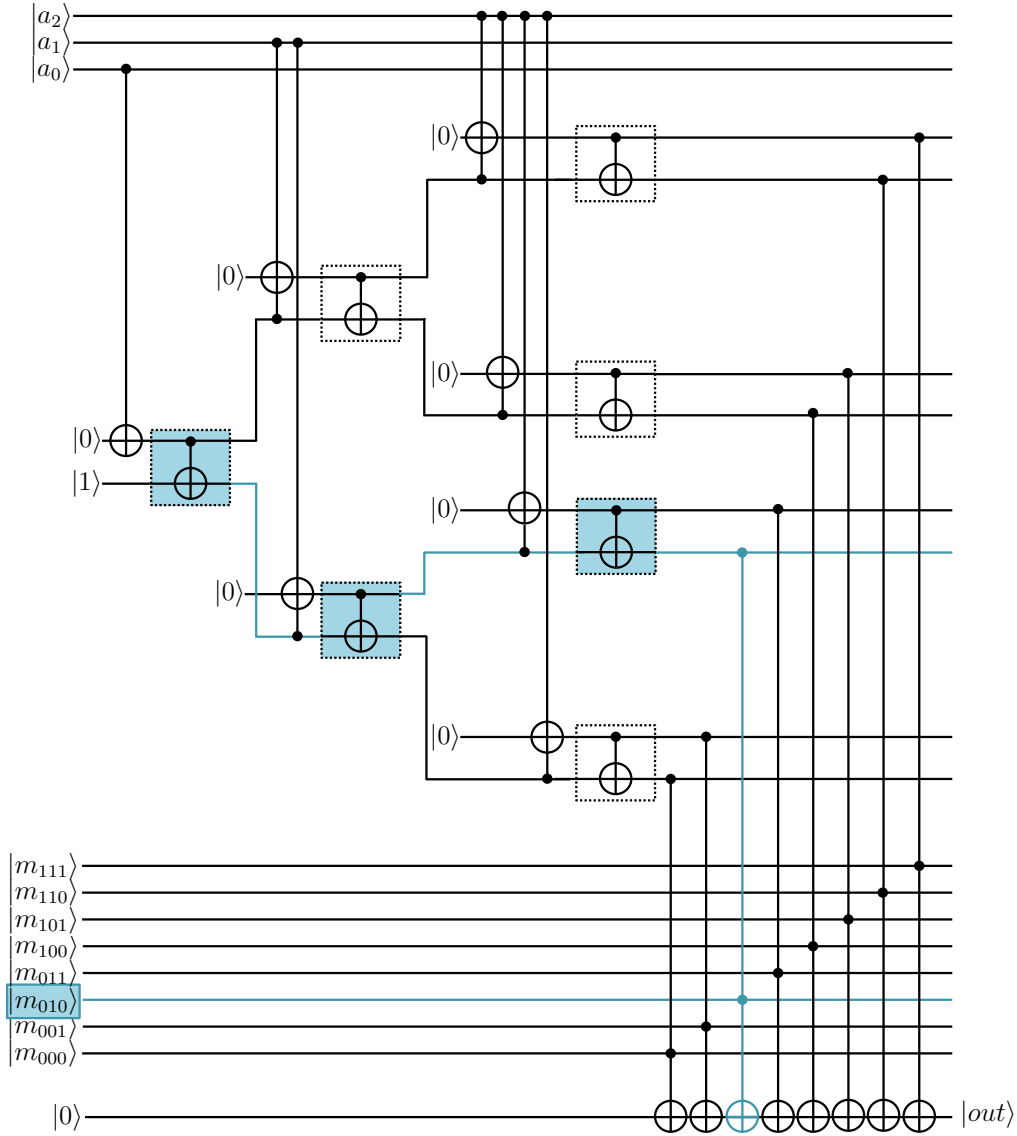 |a₂⟩
|a₁⟩
|a₀⟩
|0⟩
|0⟩
|0⟩
|0⟩
|1⟩
|0⟩
|0⟩
|0⟩
|m₁₁₁⟩
|m₁₁₀⟩
|m₁₀₁⟩
|m₁₀₀⟩
|m₀₁₁⟩
|m₀₁₀⟩
|m₀₀₁⟩
|m₀₀₀⟩
|0⟩ |out⟩